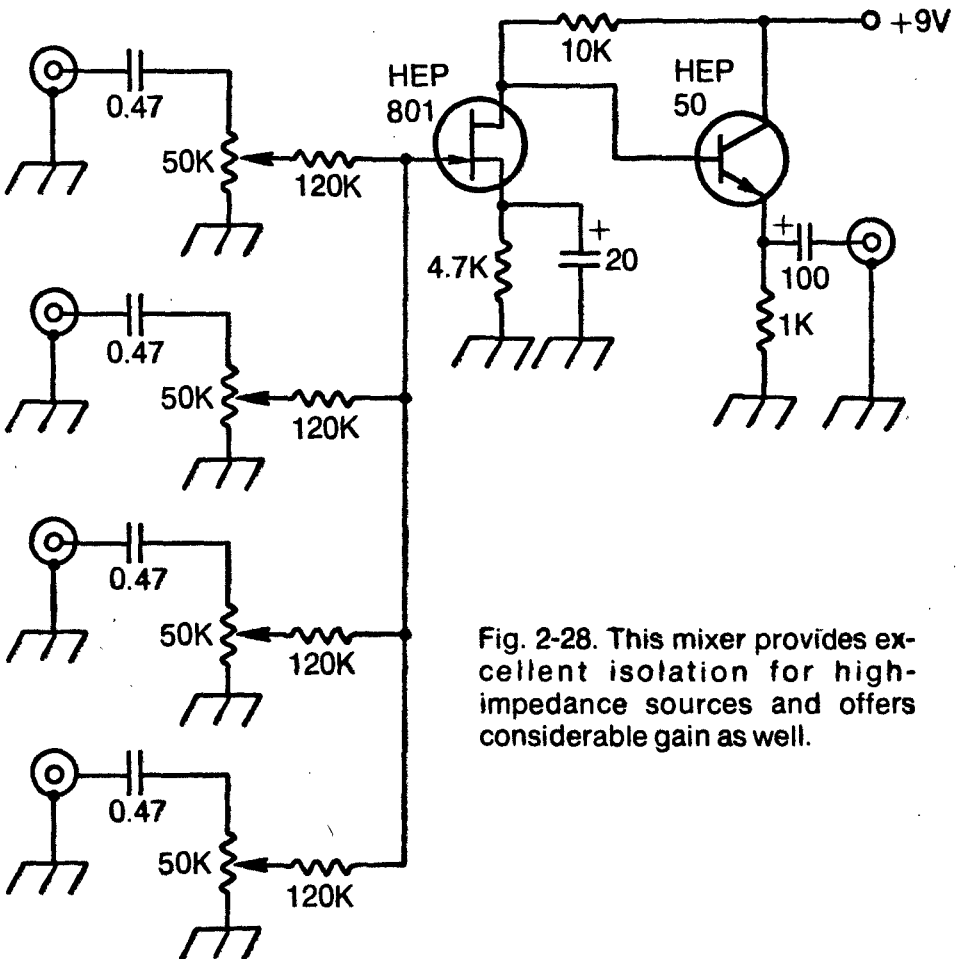 +9V
10K
HEP
801
HEP
50
0.47
50K
120K
4.7K
+
20
+
100
1K
0.47
50K
120K
0.47
50K
120K
0.47
50K
120K
Fig. 2-28. This mixer provides ex-
cellent isolation for high-
impedance sources and offers
considerable gain as well.